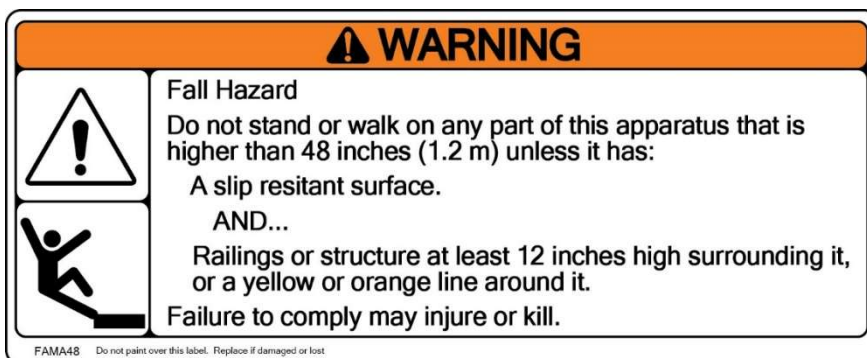 WARNING
Fall Hazard
Do not stand or walk on any part of this apparatus that is
higher than 48 inches (1.2 m) unless it has:
A slip resitant surface.
AND...
Railings or structure at least 12 inches high surrounding it,
or a yellow or orange line around it.
Failure to comply may injure or kill.
FAMA48 Do not paint over this label. Replace if damaged or lost